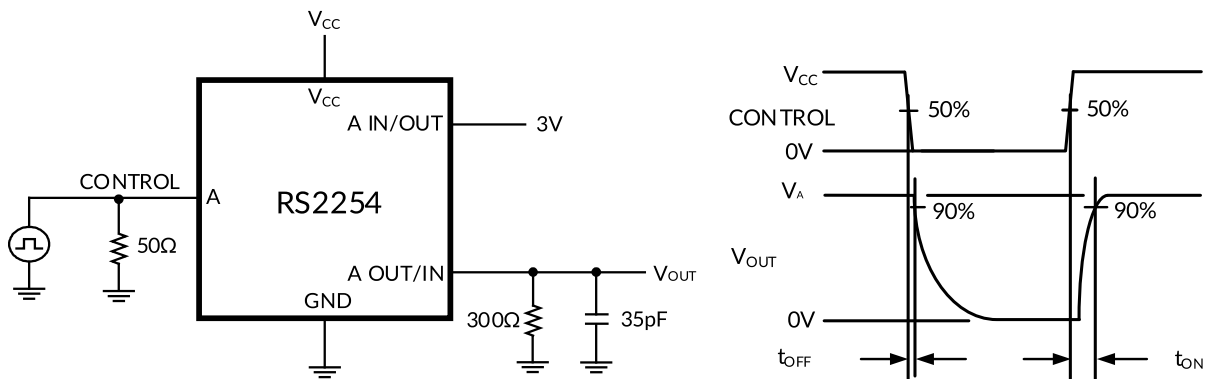 VCC
VCC
A IN/OUT
3V
CONTROL
A
RS2254
50Ω
A OUT/IN
VOUT
GND
300Ω
35pF
VCC
50%
50%
CONTROL
0V
VA
90%
90%
VOUT
0V
tOFF
tON